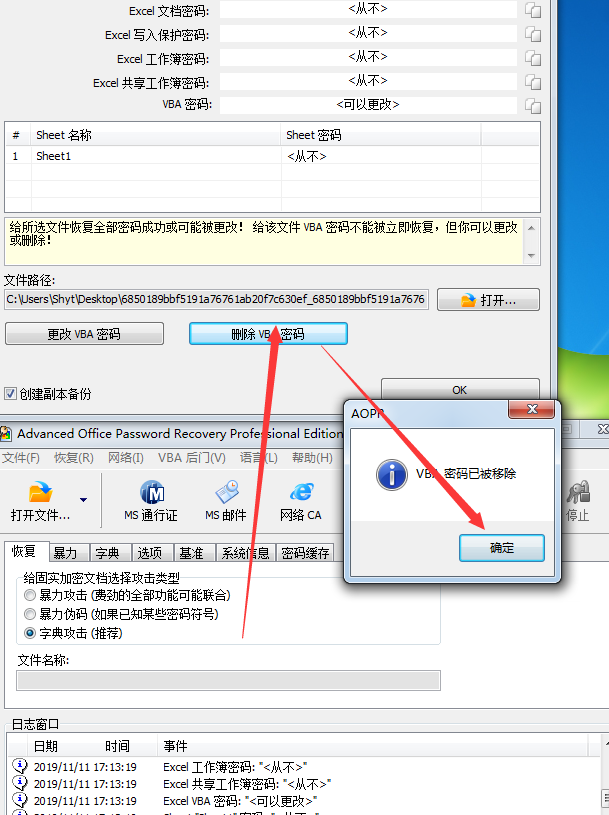 Excel 文档密码: <从不>
Excel 写入保护密码: <从不>
Excel 工作簿密码: <从不>
Excel 共享工作簿密码: <从不>
VBA 密码: <可以更改>
# Sheet 名称 Sheet 密码
1 Sheet1 <从不>
给所选文件恢复全部密码成功或可能被更改! 给该文件 VBA 密码不能被立即恢复，但你可以更改
或删除!
文件路径:
C:\Users\Shyt\Desktop\6850189bbf5191a76761ab20f7c630ef_6850189bbf5191a7676
打开...
更改 VBA 密码 删除 VBA 密码
创建副本备份
OK
AOPR
Advanced Office Password Recovery Professional Edition
文件(F) 恢复(R) 网络(I) VBA 后门(V) 语言(L) 帮助(H)
VBA 密码已被移除
确定
打开文件... MS 通行证 MS 邮件 网络 CA 停止
恢复 暴力 字典 选项 基准 系统信息 密码缓存
给固实加密文档选择攻击类型
暴力攻击 (费劲的全部功能可能联合)
暴力伪码 (如果已知某些密码符号)
字典攻击 (推荐)
文件名称:
日志窗口
日期 时间 事件
2019/11/11 17:13:19 Excel 工作簿密码: "<从不>"
2019/11/11 17:13:19 Excel 共享工作簿密码: "<从不>"
2019/11/11 17:13:19 Excel VBA 密码: "<可以更改>"